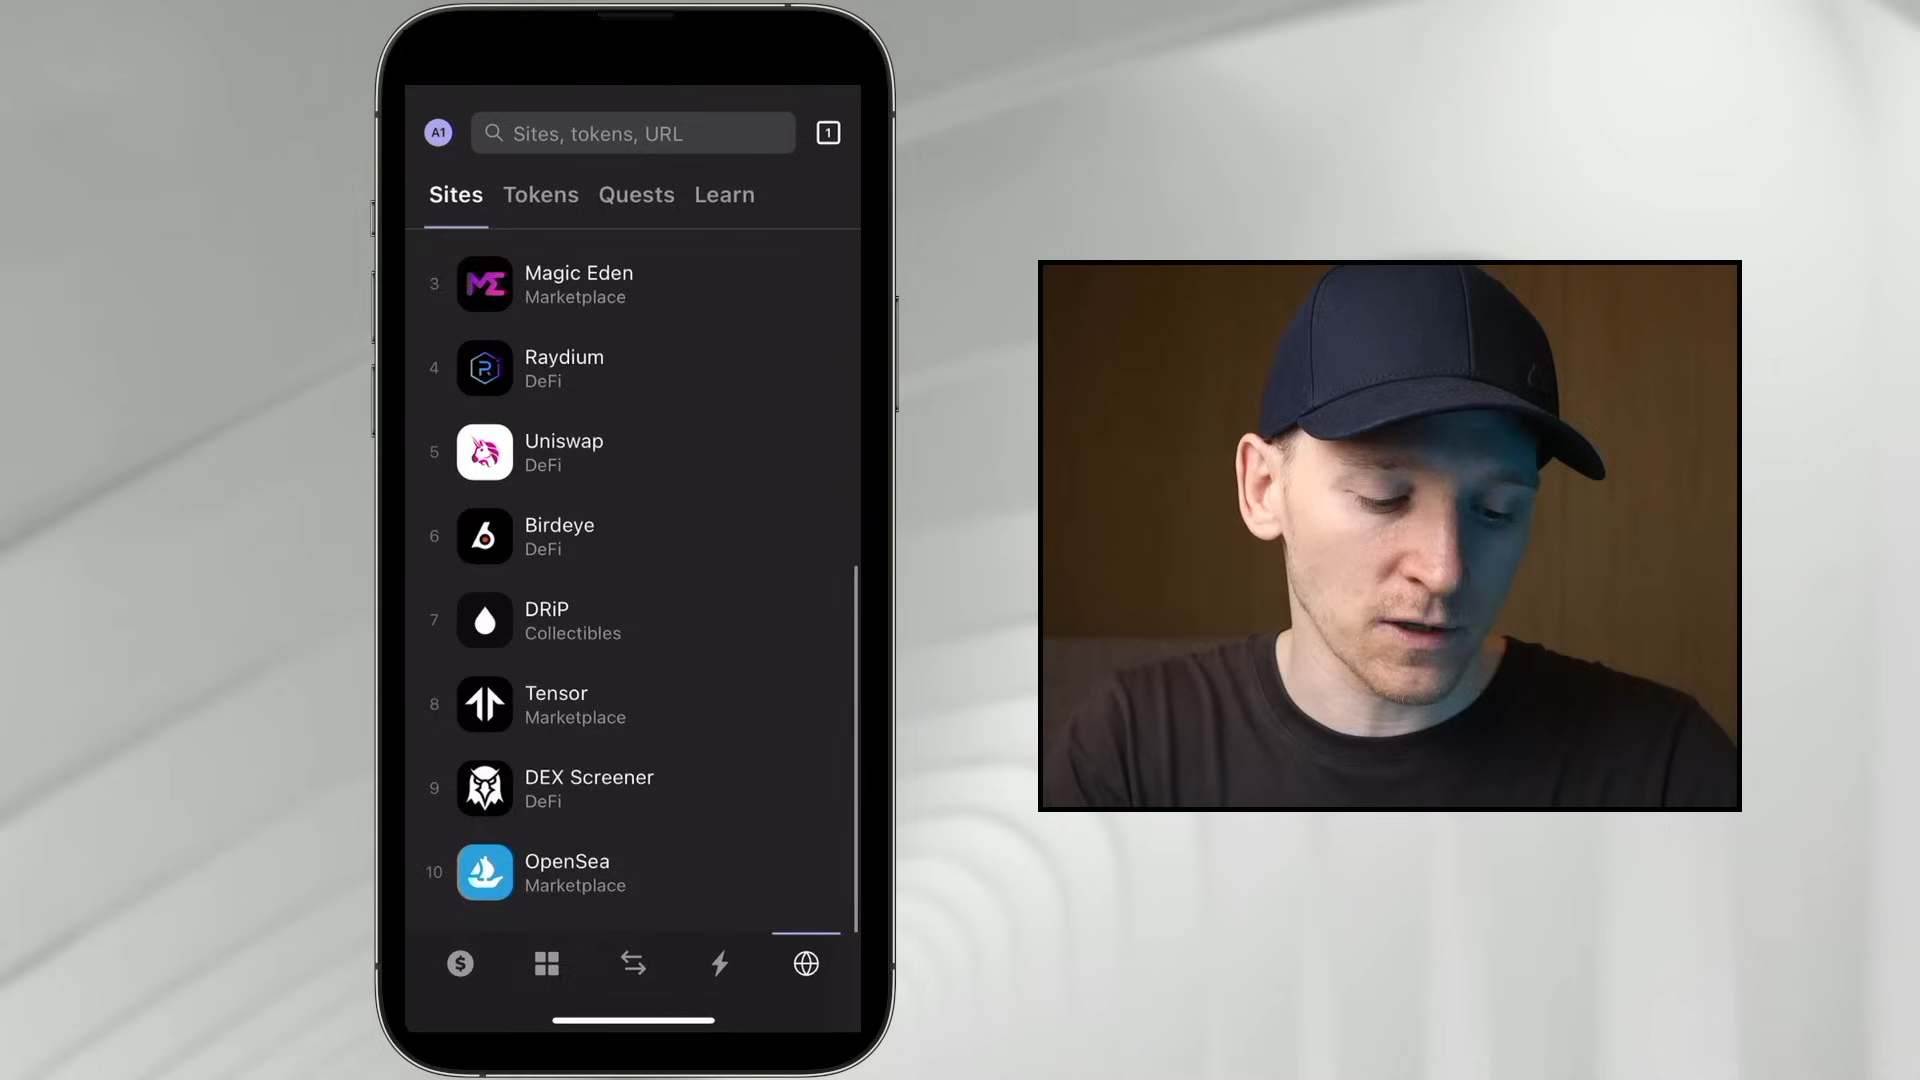 A1
Sites, tokens, URL
1
Sites Tokens Quests Learn
3
Magic Eden
Marketplace
4
Raydium
DeFi
5
Uniswap
DeFi
6
Birdeye
DeFi
7
DRiP
Collectibles
8
Tensor
Marketplace
9
DEX Screener
DeFi
10
OpenSea
Marketplace